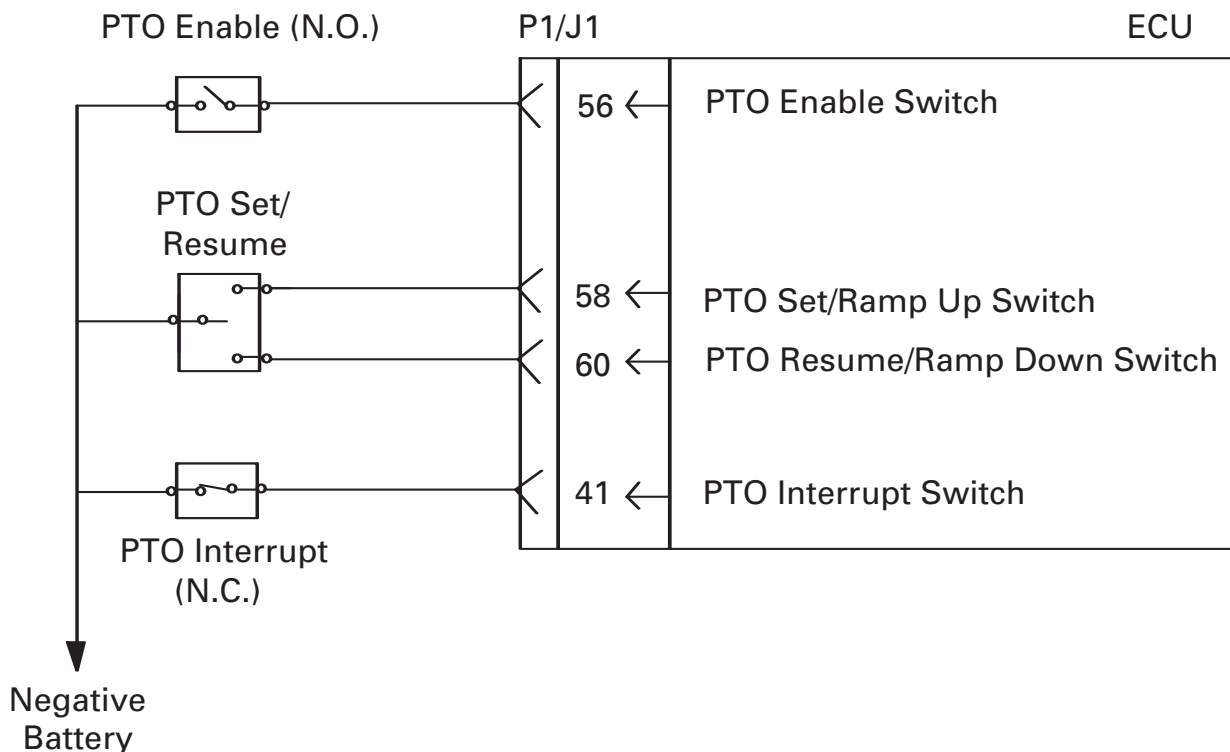 PTO Enable (N.O.)
P1/J1
ECU
56
PTO Enable Switch
PTO Set/
Resume
58
PTO Set/Ramp Up Switch
60
PTO Resume/Ramp Down Switch
41
PTO Interrupt Switch
PTO Interrupt
(N.C.)
Negative
Battery